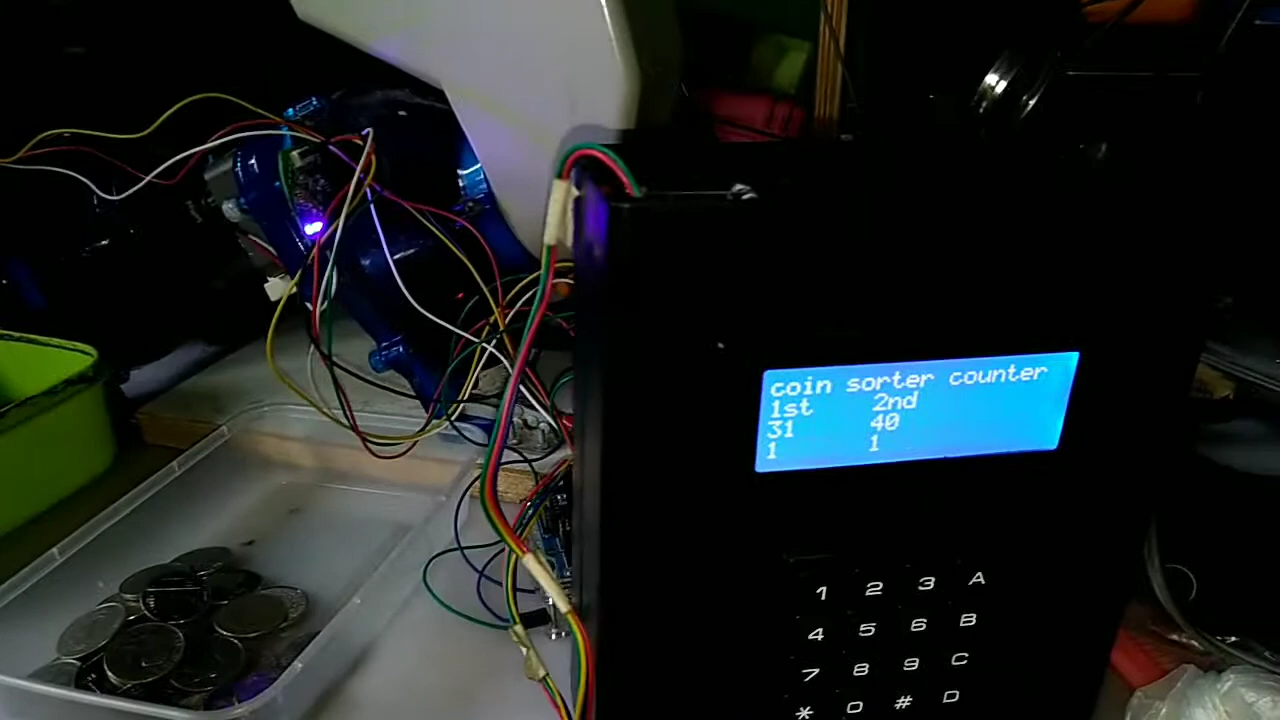 coin sorter counter
1st 2nd
31 40
1 1
1 2 3 A
4 5 6 B
7 8 9 C
* 0 # D